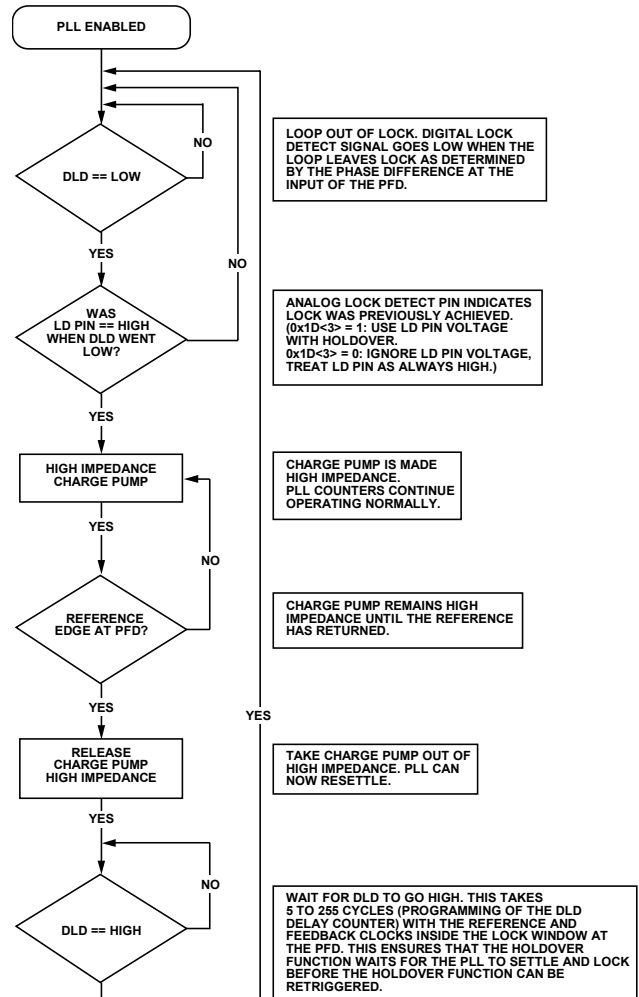 PLL ENABLED
NO
DLD == LOW
LOOP OUT OF LOCK. DIGITAL LOCK
DETECT SIGNAL GOES LOW WHEN THE
LOOP LEAVES LOCK AS DETERMINED
BY THE PHASE DIFFERENCE AT THE
INPUT OF THE PFD.
YES
NO
WAS
LD PIN == HIGH
WHEN DLD WENT
LOW?
ANALOG LOCK DETECT PIN INDICATES
LOCK WAS PREVIOUSLY ACHIEVED.
(0x1D<3> = 1: USE LD PIN VOLTAGE
WITH HOLDOVER.
0x1D<3> = 0: IGNORE LD PIN VOLTAGE,
TREAT LD PIN AS ALWAYS HIGH.)
YES
HIGH IMPEDANCE
CHARGE PUMP
CHARGE PUMP IS MADE
HIGH IMPEDANCE.
PLL COUNTERS CONTINUE
OPERATING NORMALLY.
YES
NO
REFERENCE
EDGE AT PFD?
CHARGE PUMP REMAINS HIGH
IMPEDANCE UNTIL THE REFERENCE
HAS RETURNED.
YES
YES
RELEASE
CHARGE PUMP
HIGH IMPEDANCE
TAKE CHARGE PUMP OUT OF
HIGH IMPEDANCE. PLL CAN
NOW RESETTLE.
YES
NO
DLD == HIGH
WAIT FOR DLD TO GO HIGH. THIS TAKES
5 TO 255 CYCLES (PROGRAMMING OF THE DLD
DELAY COUNTER) WITH THE REFERENCE AND
FEEDBACK CLOCKS INSIDE THE LOCK WINDOW AT
THE PFD. THIS ENSURES THAT THE HOLDOVER
FUNCTION WAITS FOR THE PLL TO SETTLE AND LOCK
BEFORE THE HOLDOVER FUNCTION CAN BE
RETRIGGERED.